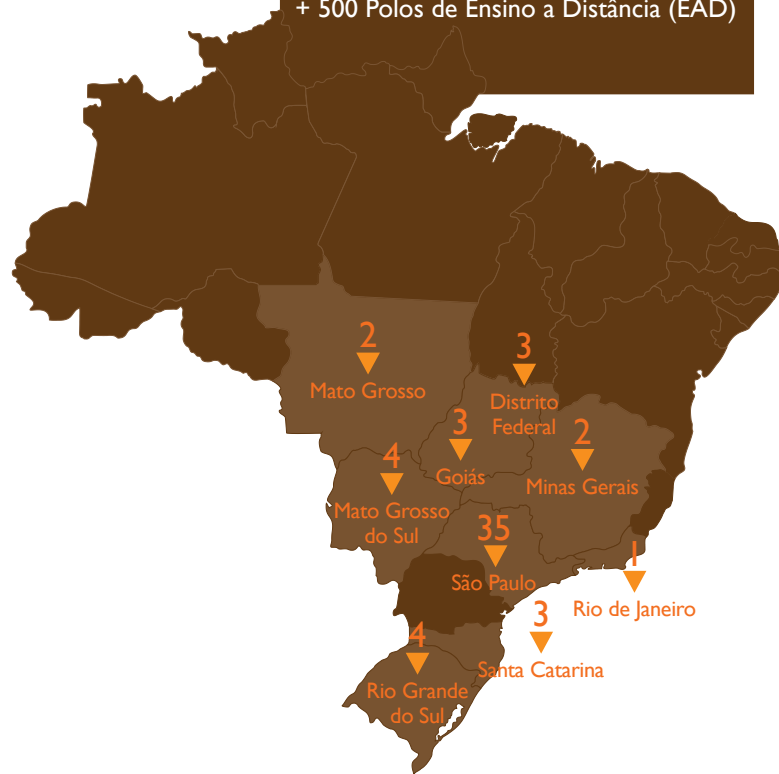 + 500 Polos de Ensino a Distância (EAD)
2
Mato Grosso
3
Distrito
Federal
3
Goiás
2
Minas Gerais
4
Mato Grosso
do Sul
35
São Paulo
1
Rio de Janeiro
3
Santa Catarina
4
Rio Grande
do Sul